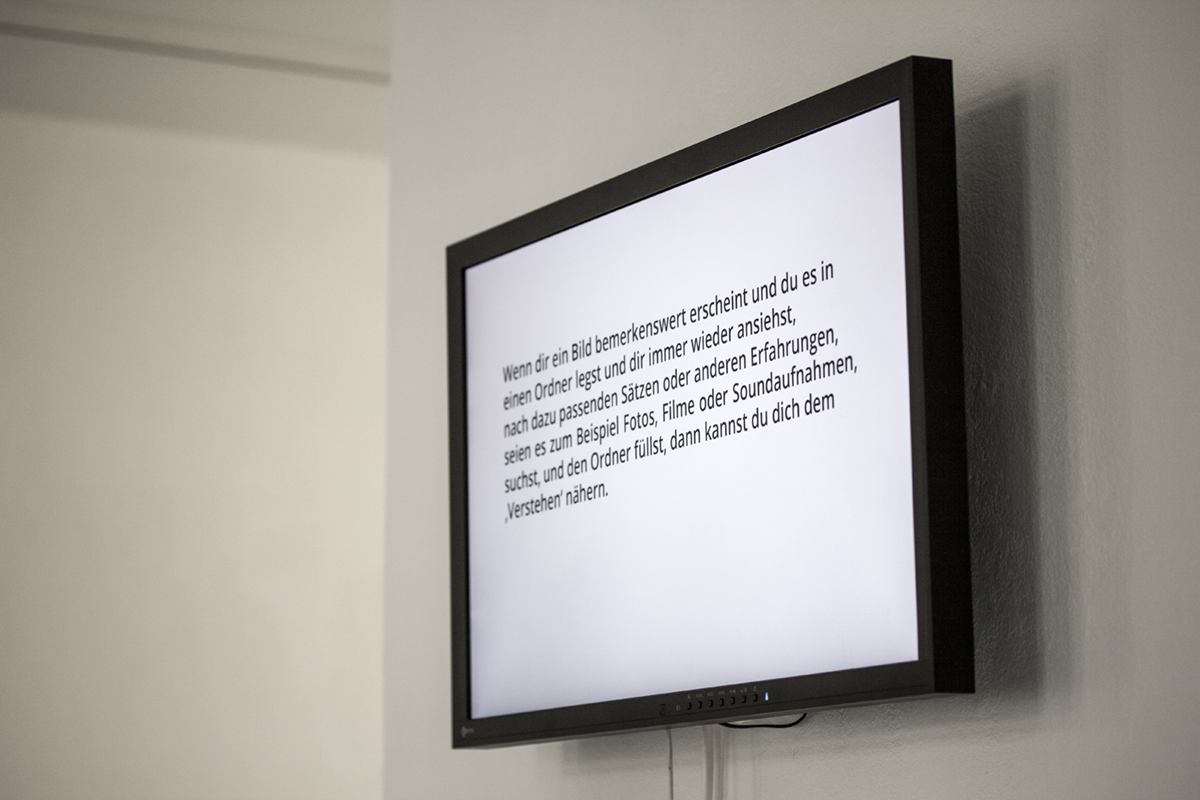 Wenn dir ein Bild bemerkenswert erscheint und du es in
einen Ordner legst und dir immer wieder ansiehst,
nach dazu passenden Sätzen oder anderen Erfahrungen,
seien es zum Beispiel Fotos, Filme oder Soundaufnahmen,
suchst, und den Ordner füllst, dann kannst du dich dem
‚Verstehen‘ nähern.